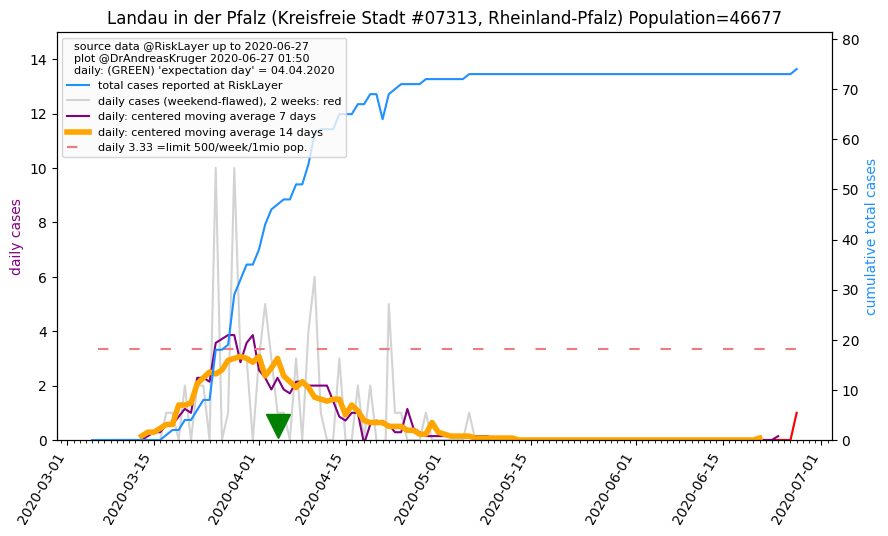 Landau in der Pfalz (Kreisfreie Stadt #07313, Rheinland-Pfalz) Population=46677
source data @RiskLayer up to 2020-06-27
plot @DrAndreasKruger 2020-06-27 01:50
daily: (GREEN) 'expectation day' = 04.04.2020
total cases reported at RiskLayer
daily cases (weekend-flawed), 2 weeks: red
daily: centered moving average 7 days
daily: centered moving average 14 days
daily 3.33 =limit 500/week/1mio pop.
daily cases
14
12
10
8
6
4
2
0
cumulative total cases
80
70
60
50
40
30
20
10
0
2020-03-01
2020-03-15
2020-04-01
2020-04-15
2020-05-01
2020-05-15
2020-06-01
2020-06-15
2020-07-01